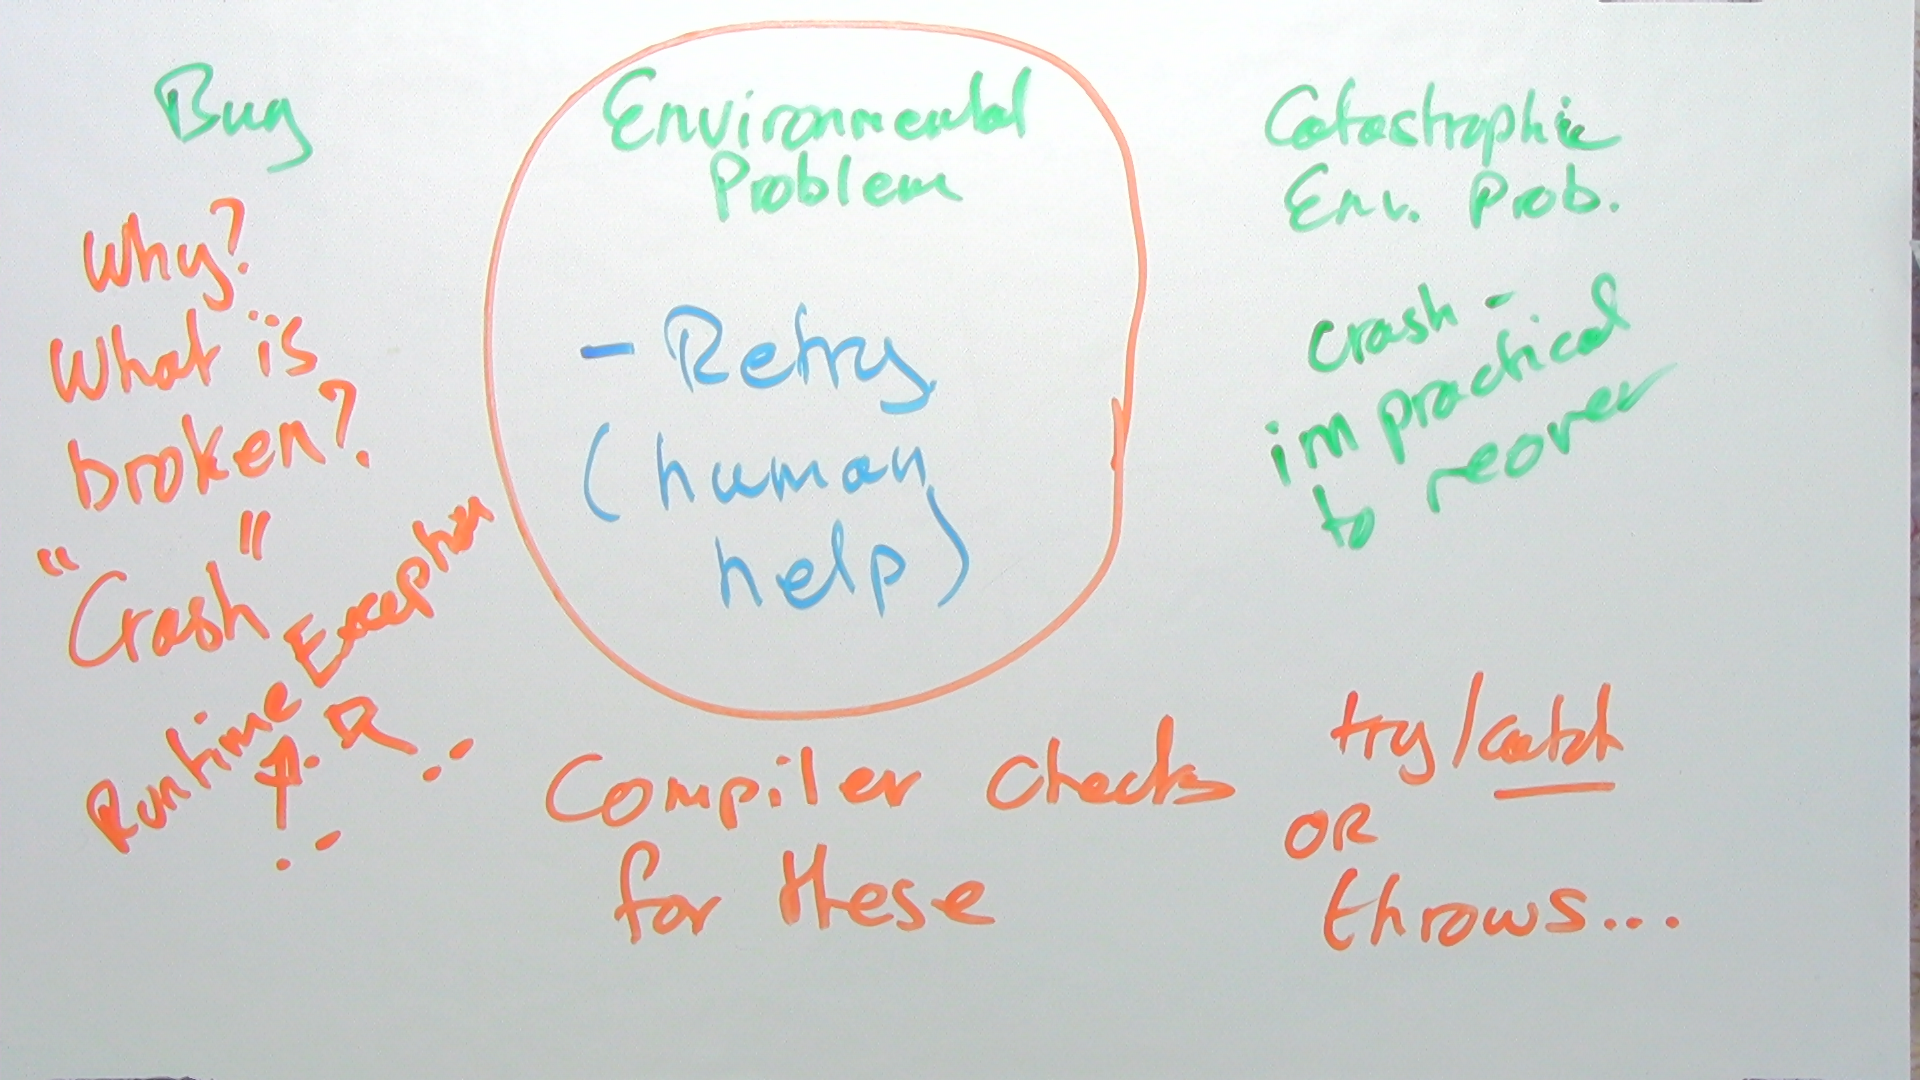 Bug
Why?
What is
broken?
"Crash"
Runtime Exception
Environmental
Problem
- Retry
(human
help)
Compiler checks
for these
Catastrophic
Env. Prob.
crash -
impractical
to reover
try/catch
OR
throws...